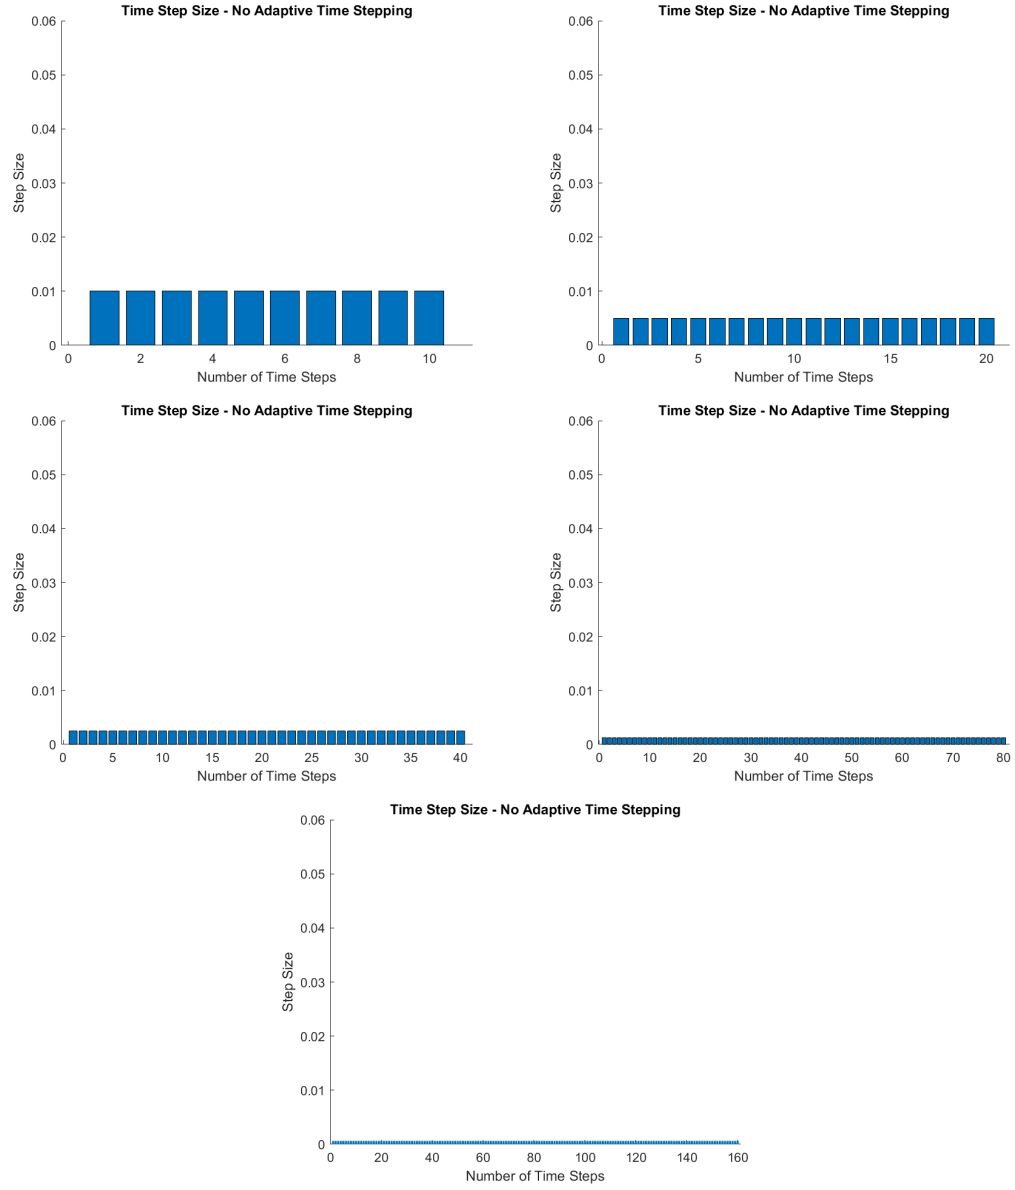 Time Step Size - No Adaptive Time Stepping
0.06
0.05
0.04
0.03
0.02
0.01
0
Step Size
0 2 4 6 8 10
Number of Time Steps
Time Step Size - No Adaptive Time Stepping
0.06
0.05
0.04
0.03
0.02
0.01
0
Step Size
0 5 10 15 20
Number of Time Steps
Time Step Size - No Adaptive Time Stepping
0.06
0.05
0.04
0.03
0.02
0.01
0
Step Size
0 5 10 15 20 25 30 35 40
Number of Time Steps
Time Step Size - No Adaptive Time Stepping
0.06
0.05
0.04
0.03
0.02
0.01
0
Step Size
0 10 20 30 40 50 60 70 80
Number of Time Steps
Time Step Size - No Adaptive Time Stepping
0.06
0.05
0.04
0.03
0.02
0.01
0
Step Size
0 20 40 60 80 100 120 140 160
Number of Time Steps